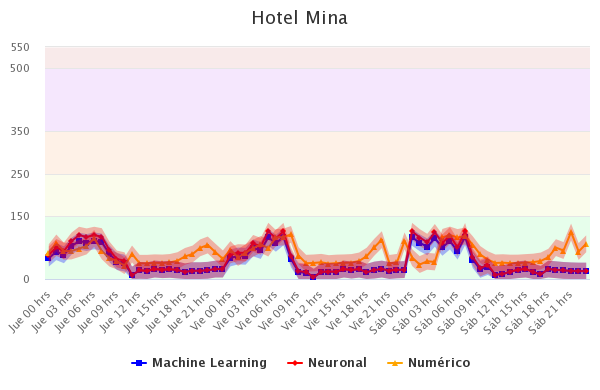 Hotel Mina
550
500
350
250
150
0
Jue 00 hrs
Jue 03 hrs
Jue 06 hrs
Jue 09 hrs
Jue 12 hrs
Jue 15 hrs
Jue 18 hrs
Jue 21 hrs
Vie 00 hrs
Vie 03 hrs
Vie 06 hrs
Vie 09 hrs
Vie 12 hrs
Vie 15 hrs
Vie 18 hrs
Vie 21 hrs
Sáb 00 hrs
Sáb 03 hrs
Sáb 06 hrs
Sáb 09 hrs
Sáb 12 hrs
Sáb 15 hrs
Sáb 18 hrs
Sáb 21 hrs
Machine Learning Neuronal Numérico